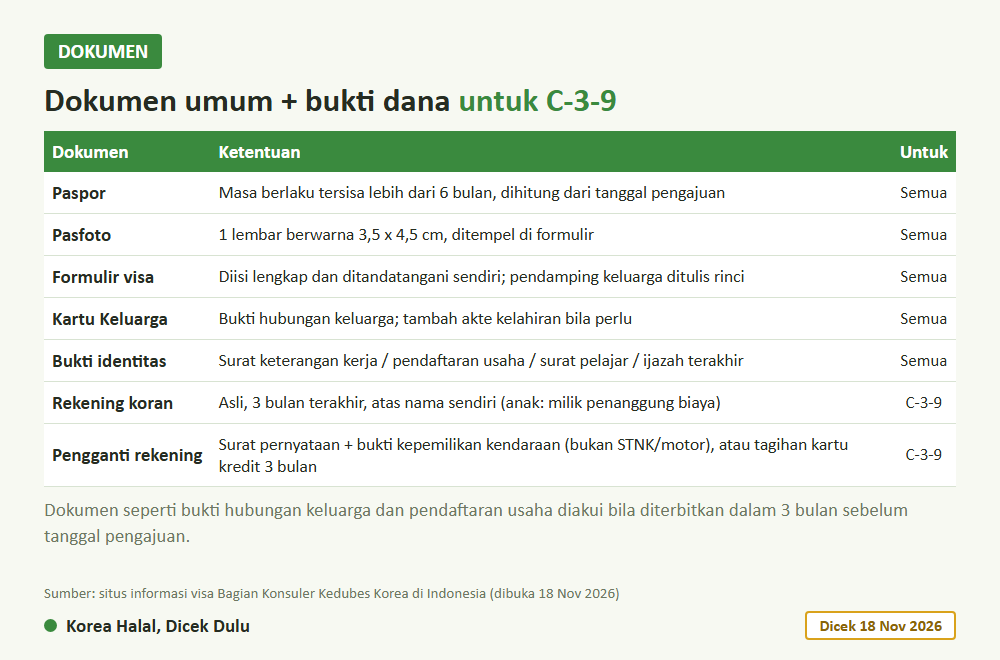 DOKUMEN
Dokumen umum + bukti dana untuk C-3-9
Dokumen Ketentuan Untuk
Paspor Masa berlaku tersisa lebih dari 6 bulan, dihitung dari tanggal pengajuan Semua
Pasfoto 1 lembar berwarna 3,5 x 4,5 cm, ditempel di formulir Semua
Formulir visa Diisi lengkap dan ditandatangani sendiri; pendamping keluarga ditulis rinci Semua
Kartu Keluarga Bukti hubungan keluarga; tambah akte kelahiran bila perlu Semua
Bukti identitas Surat keterangan kerja / pendaftaran usaha / surat pelajar / ijazah terakhir Semua
Rekening koran Asli, 3 bulan terakhir, atas nama sendiri (anak: milik penanggung biaya) C-3-9
Pengganti rekening Surat pernyataan + bukti kepemilikan kendaraan (bukan STNK/motor), atau tagihan kartu
kredit 3 bulan C-3-9
Dokumen seperti bukti hubungan keluarga dan pendaftaran usaha diakui bila diterbitkan dalam 3 bulan sebelum
tanggal pengajuan.
Sumber: situs informasi visa Bagian Konsuler Kedubes Korea di Indonesia (dibuka 18 Nov 2026)
Korea Halal, Dicek Dulu
Dicek 18 Nov 2026